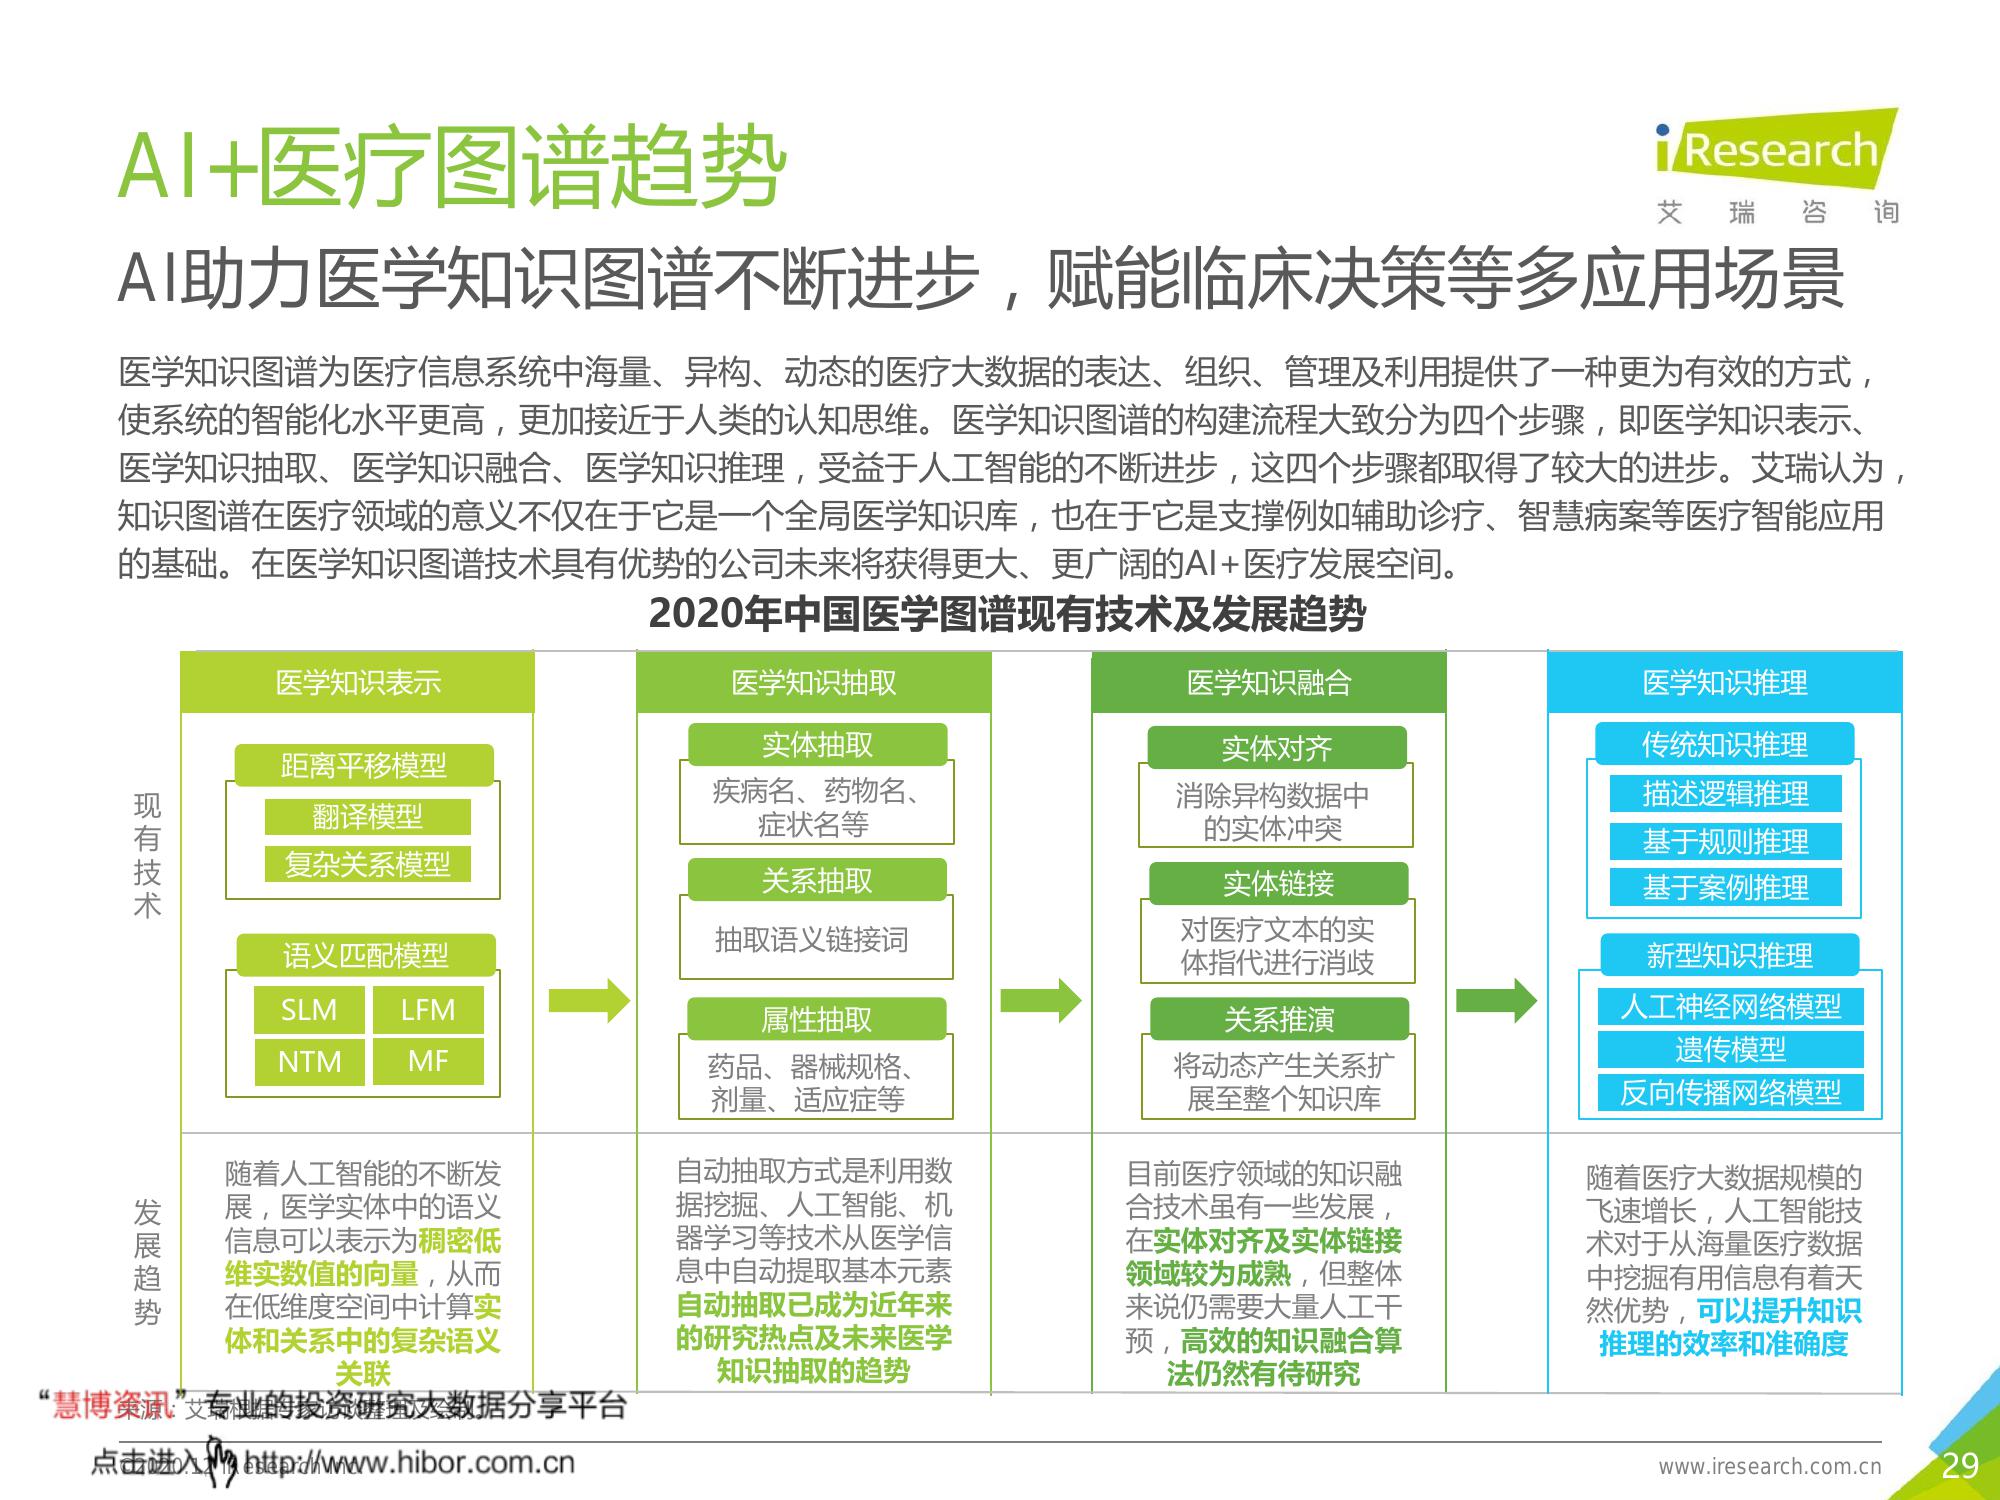 AI+医疗图谱趋势
iResearch
艾瑞咨询
AI助力医学知识图谱不断进步，赋能临床决策等多应用场景
医学知识图谱为医疗信息系统中海量、异构、动态的医疗大数据的表达、组织、管理及利用提供了一种更为有效的方式，
使系统的智能化水平更高，更加接近于人类的认知思维。医学知识图谱的构建流程大致分为四个步骤，即医学知识表示、
医学知识抽取、医学知识融合、医学知识推理，受益于人工智能的不断进步，这四个步骤都取得了较大的进步。艾瑞认为，
知识图谱在医疗领域的意义不仅在于它是一个全局医学知识库，也在于它是支撑例如辅助诊疗、智慧病案等医疗智能应用
的基础。在医学知识图谱技术具有优势的公司未来将获得更大、更广阔的AI+医疗发展空间。
2020年中国医学图谱现有技术及发展趋势
现有技术
医学知识表示
距离平移模型
翻译模型
复杂关系模型
语义匹配模型
SLM
LFM
NTM
MF
医学知识抽取
实体抽取
疾病名、药物名、
症状名等
关系抽取
抽取语义链接词
属性抽取
药品、器械规格、
剂量、适应症等
医学知识融合
实体对齐
消除异构数据中
的实体冲突
实体链接
对医疗文本的实
体指代进行消歧
关系推演
将动态产生关系扩
展至整个知识库
医学知识推理
传统知识推理
描述逻辑推理
基于规则推理
基于案例推理
新型知识推理
人工神经网络模型
遗传模型
反向传播网络模型
发展趋势
随着人工智能的不断发
展，医学实体中的语义
信息可以表示为稠密低
维实数值的向量，从而
在低维度空间中计算实
体和关系中的复杂语义
关联
自动抽取方式是利用数
据挖掘、人工智能、机
器学习等技术从医学信
息中自动提取基本元素
自动抽取已成为近年来
的研究热点及未来医学
知识抽取的趋势
目前医疗领域的知识融
合技术虽有一些发展，
在实体对齐及实体链接
领域较为成熟，但整体
来说仍需要大量人工干
预，高效的知识融合算
法仍然有待研究
随着医疗大数据规模的
飞速增长，人工智能技
术对于从海量医疗数据
中挖掘有用信息有着天
然优势，可以提升知识
推理的效率和准确度
“慧博资讯”专业的投资研究大数据分享平台
来源：艾瑞根据专家访谈整理及绘制。
点击进入 http://www.hibor.com.cn
©2020.12 iResearch Inc.
www.iresearch.com.cn
29